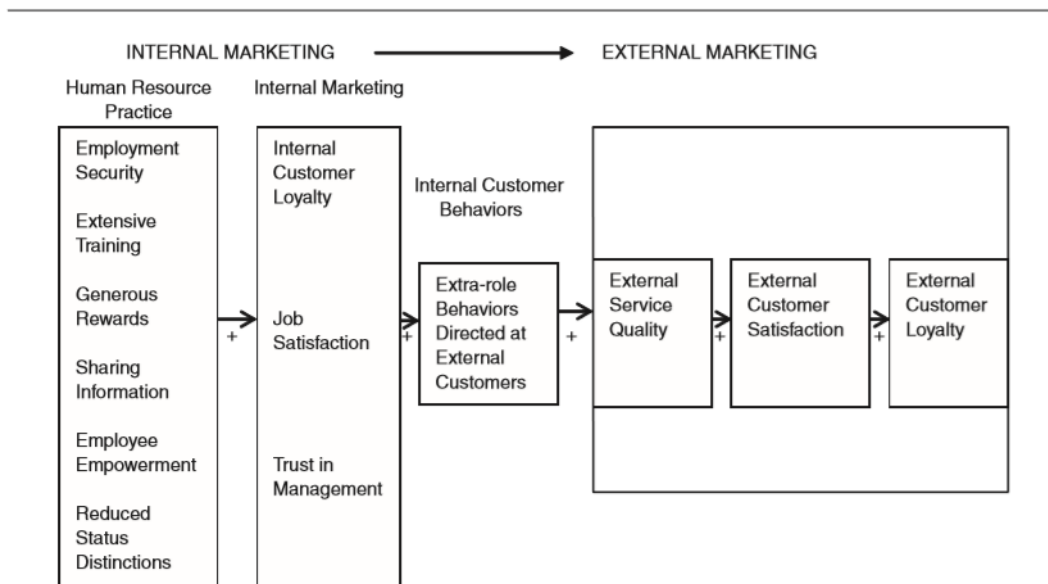 INTERNAL MARKETING
EXTERNAL MARKETING
Human Resource
Practice
Internal Marketing
Employment
Security
Extensive
Training
Generous
Rewards
Sharing
Information
Employee
Empowerment
Reduced
Status
Distinctions
+
Internal
Customer
Loyalty
Job
Satisfaction
Trust in
Management
+
Internal Customer
Behaviors
Extra-role
Behaviors
Directed at
External
Customers
+
External
Service
Quality
+
External
Customer
Satisfaction
+
External
Customer
Loyalty